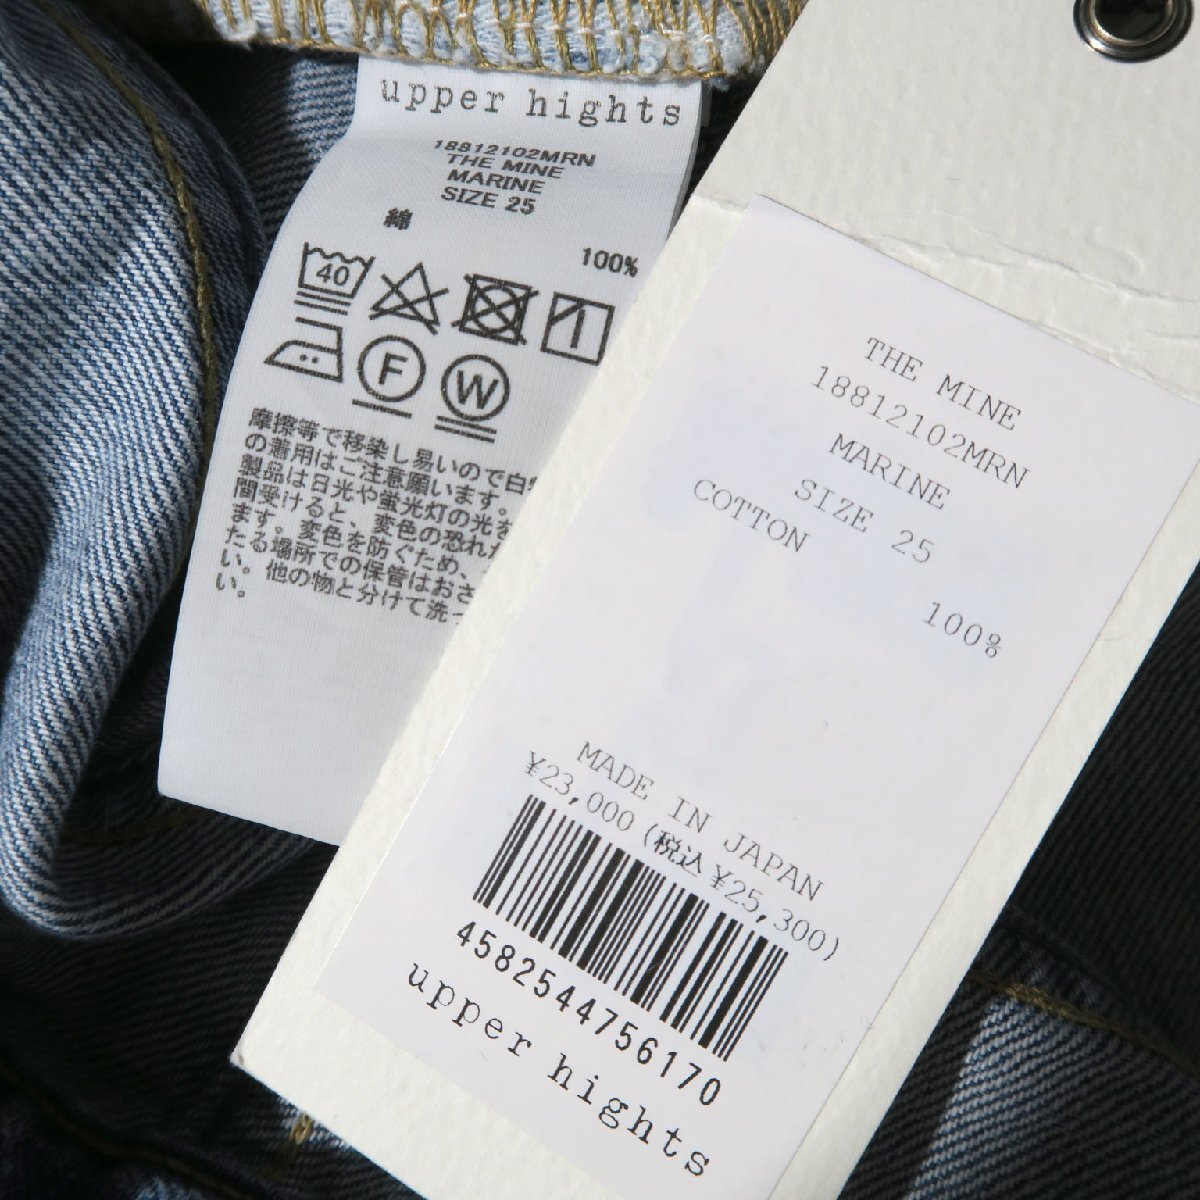 upper hights
18812102MRN
THE MINE
MARINE
SIZE 25
綿
100%
40
F
W
摩擦等で移染し易いので白
の着用はご注意願います。
製品は日光や蛍光灯の光を
間受けると、変色の恐れ
ます。変色を防ぐため、
たる場所での保管はおさ
い。他の物と分けて洗っ
い。
THE MINE
18812102MRN
MARINE
SIZE 25
COTTON
100%
MADE IN JAPAN
¥23,000(税込¥25,300)
4582544756170
upper hights